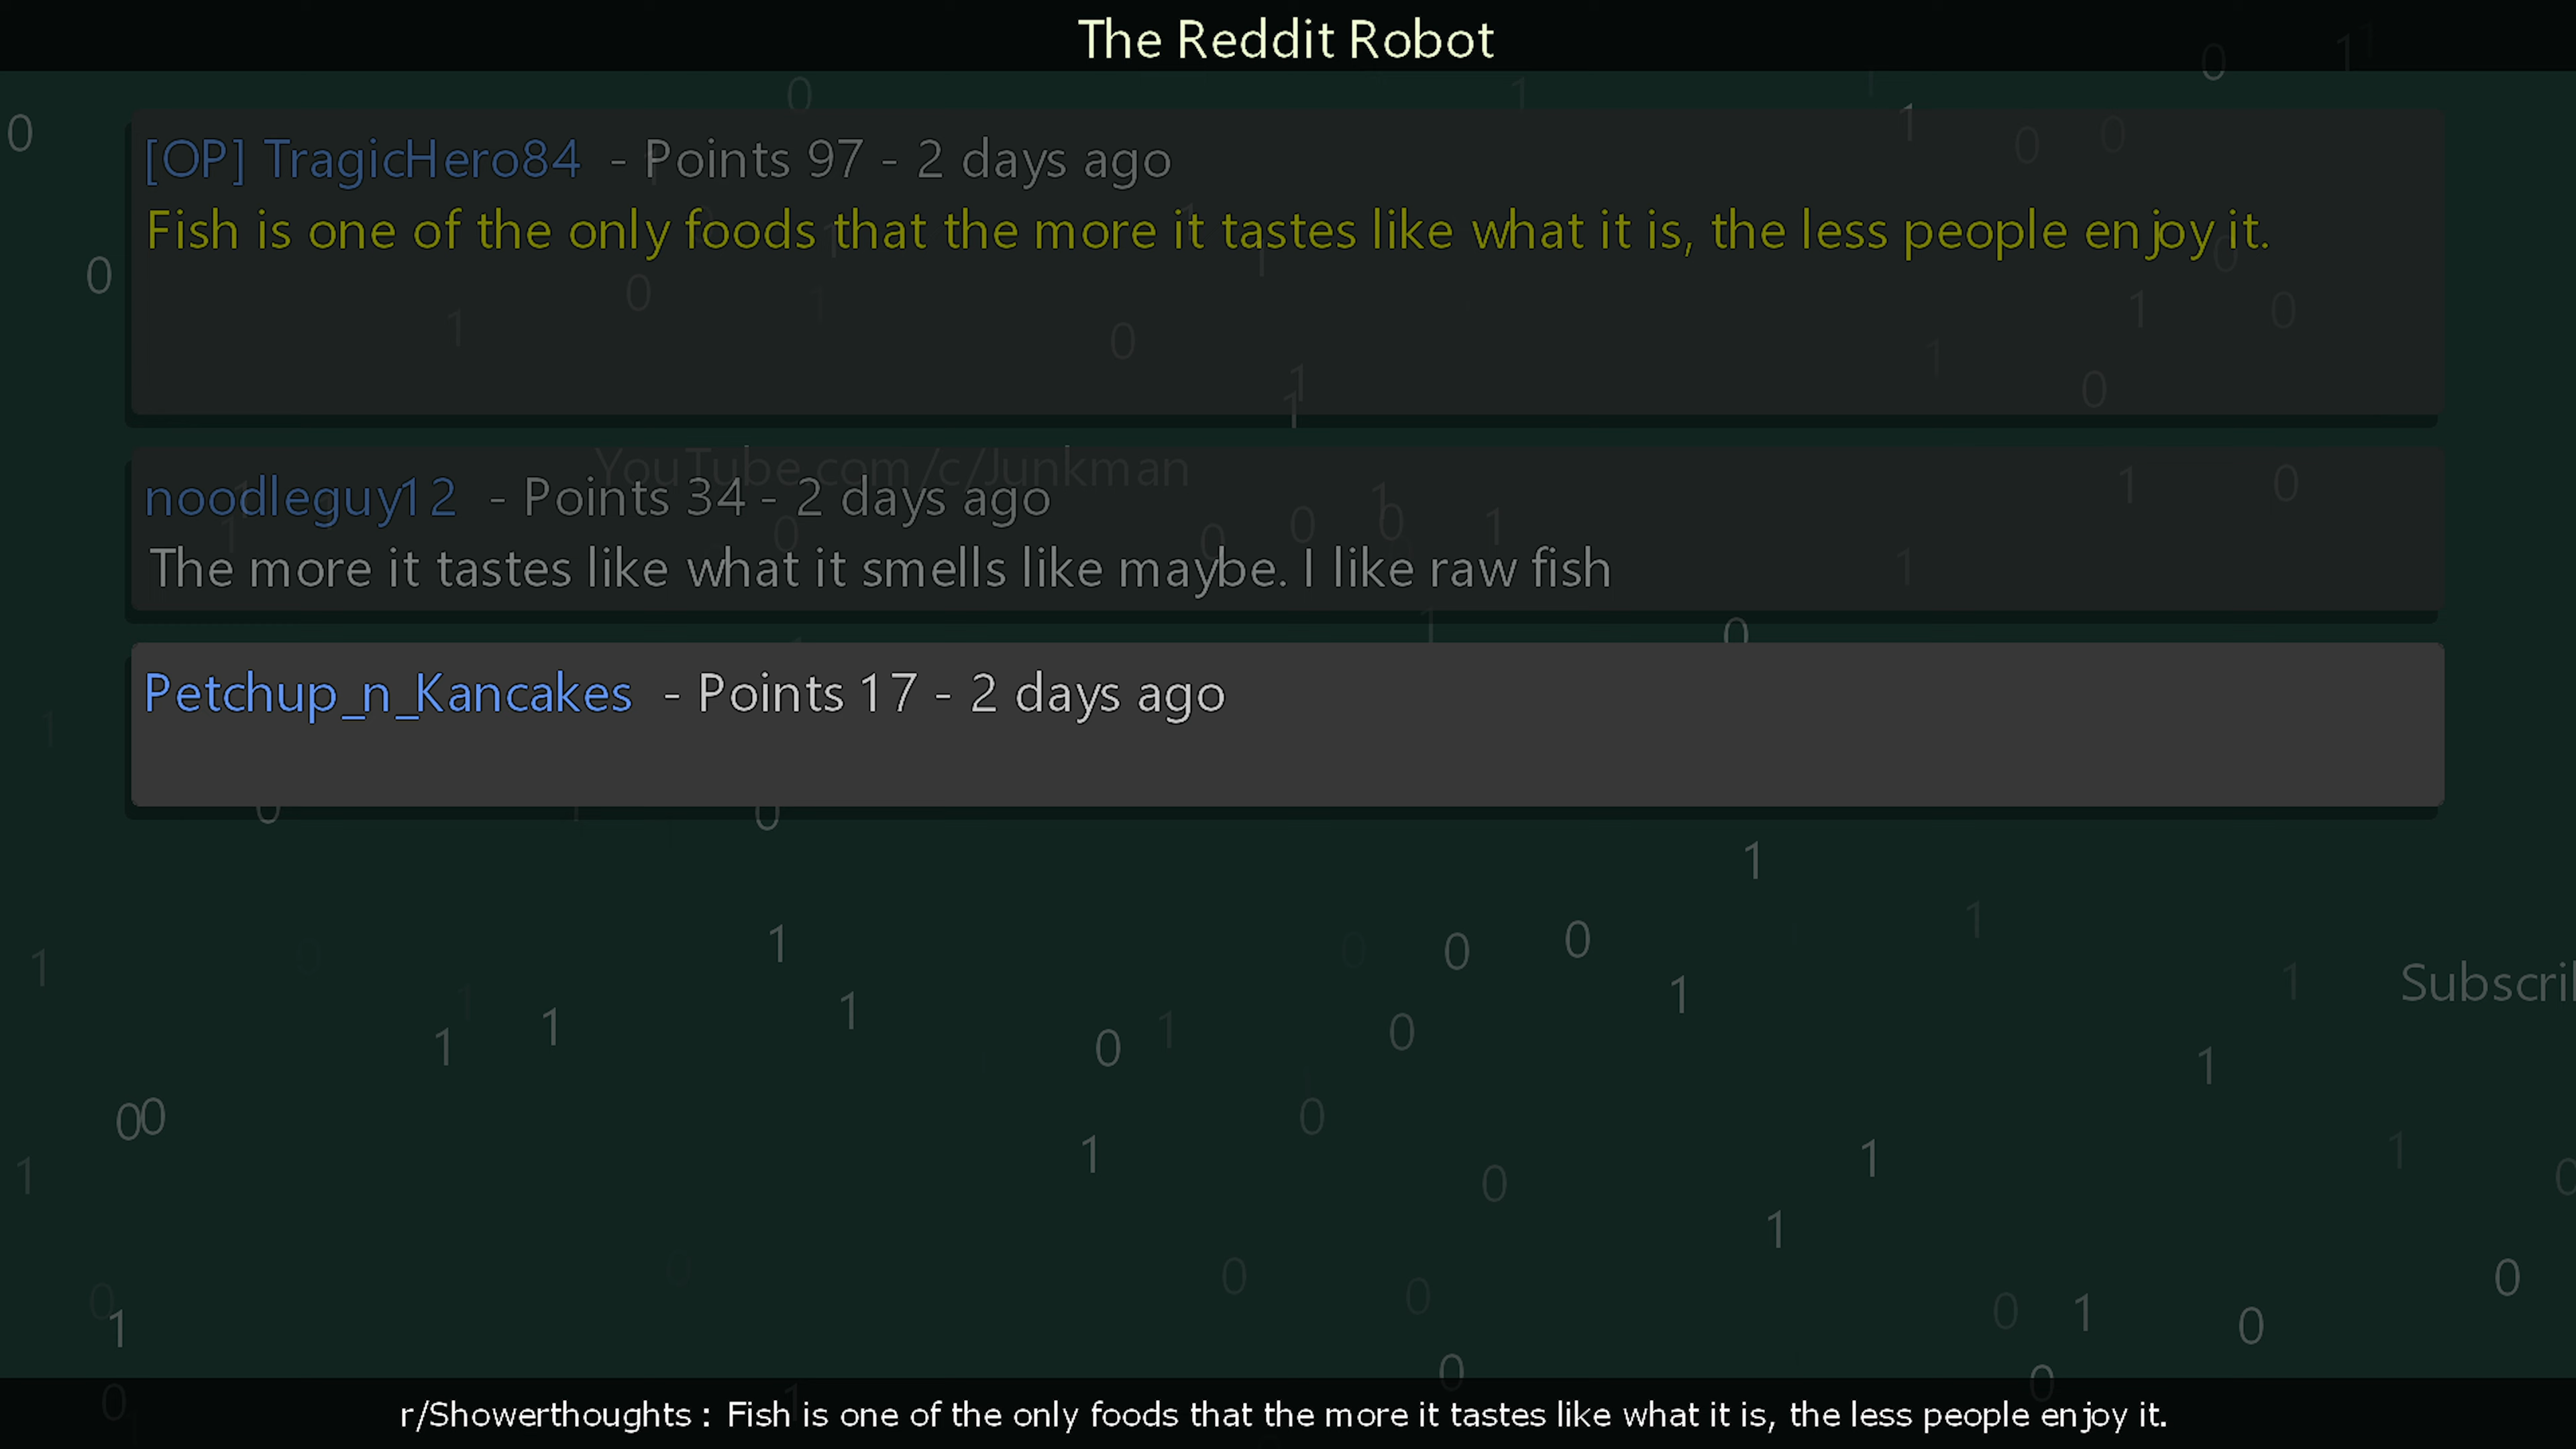 The Reddit Robot
[OP] TragicHero84 - Points 97 - 2 days ago
Fish is one of the only foods that the more it tastes like what it is, the less people enjoy it.
YouTube.com/c/Junkman
noodleguy12 - Points 34 - 2 days ago
The more it tastes like what it smells like maybe. I like raw fish
Petchup_n_Kancakes - Points 17 - 2 days ago
r/Showerthoughts : Fish is one of the only foods that the more it tastes like what it is, the less people enjoy it.